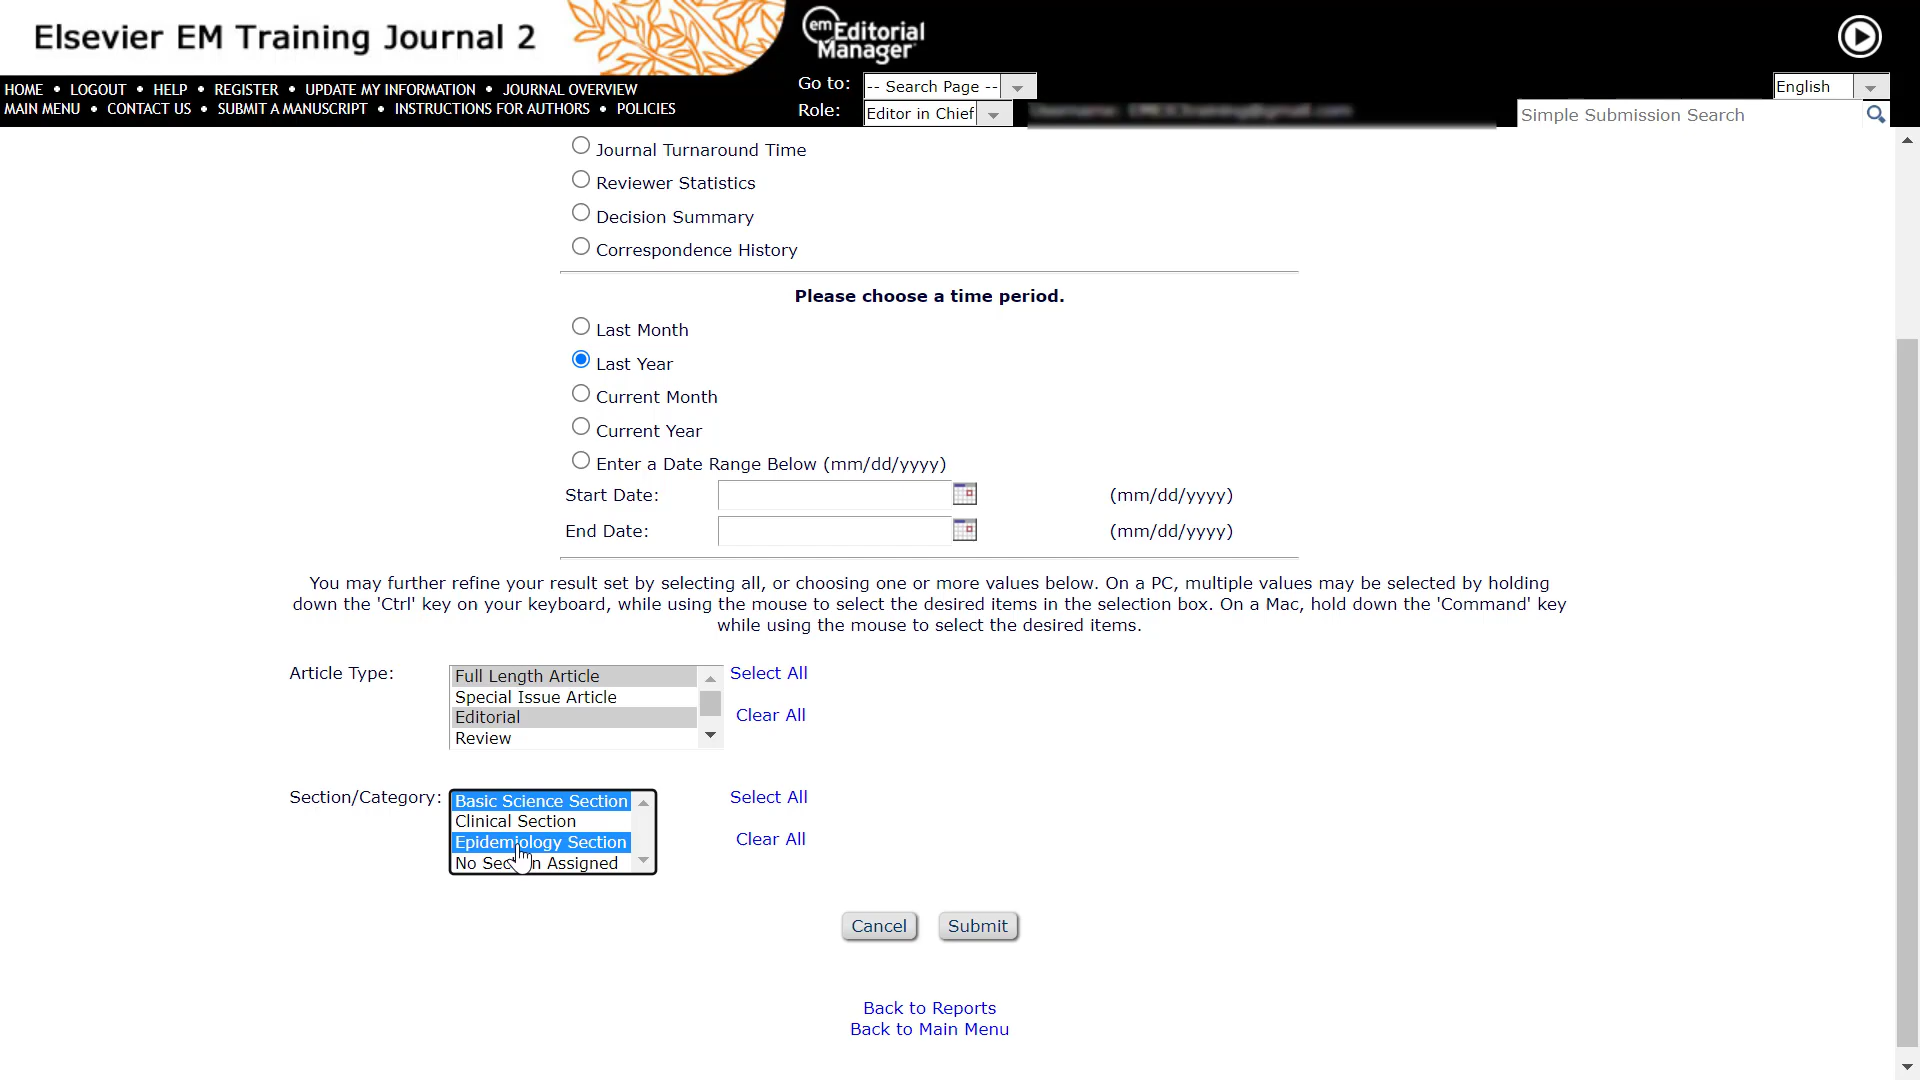 Elsevier EM Training Journal 2
em Editorial
Manager
HOME • LOGOUT • HELP • REGISTER • UPDATE MY INFORMATION • JOURNAL OVERVIEW
MAIN MENU • CONTACT US • SUBMIT A MANUSCRIPT • INSTRUCTIONS FOR AUTHORS • POLICIES
Go to: -- Search Page --
Role: Editor in Chief
English
Simple Submission Search
Journal Turnaround Time
Reviewer Statistics
Decision Summary
Correspondence History
Please choose a time period.
Last Month
Last Year
Current Month
Current Year
Enter a Date Range Below (mm/dd/yyyy)
Start Date: (mm/dd/yyyy)
End Date: (mm/dd/yyyy)
You may further refine your result set by selecting all, or choosing one or more values below. On a PC, multiple values may be selected by holding
down the 'Ctrl' key on your keyboard, while using the mouse to select the desired items in the selection box. On a Mac, hold down the 'Command' key
while using the mouse to select the desired items.
Article Type:
Full Length Article
Special Issue Article
Editorial
Review
Select All
Clear All
Section/Category:
Basic Science Section
Clinical Section
Epidemiology Section
No Section Assigned
Select All
Clear All
Cancel Submit
Back to Reports
Back to Main Menu